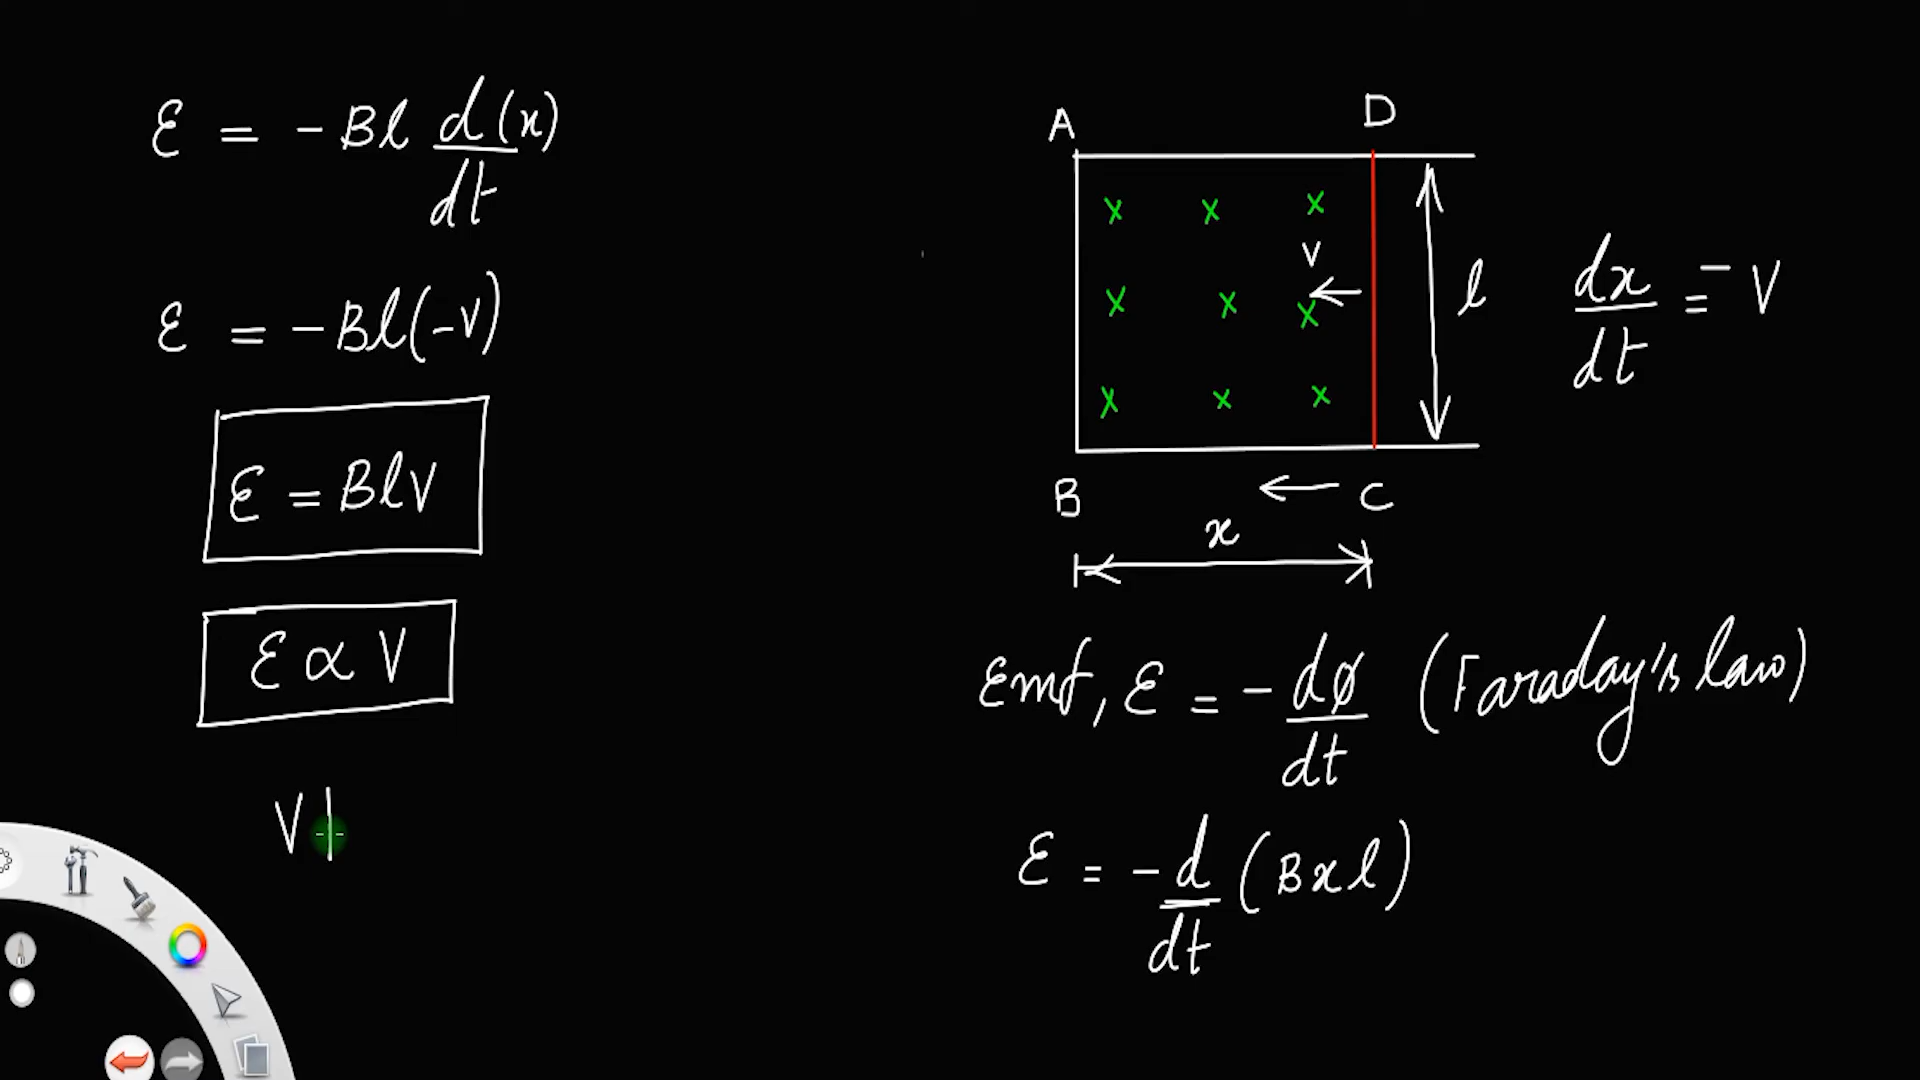 ℰ = - Bl d(x)/dt
ℰ = - Bl(-v)
ℰ = Blv
ℰ ∝ v
v
A
D
x x x
v
x x x
x x x
l
dx/dt = -v
B
C
x
Emf, ℰ = - dφ/dt (Faraday's law)
ℰ = - d/dt (Bxl)